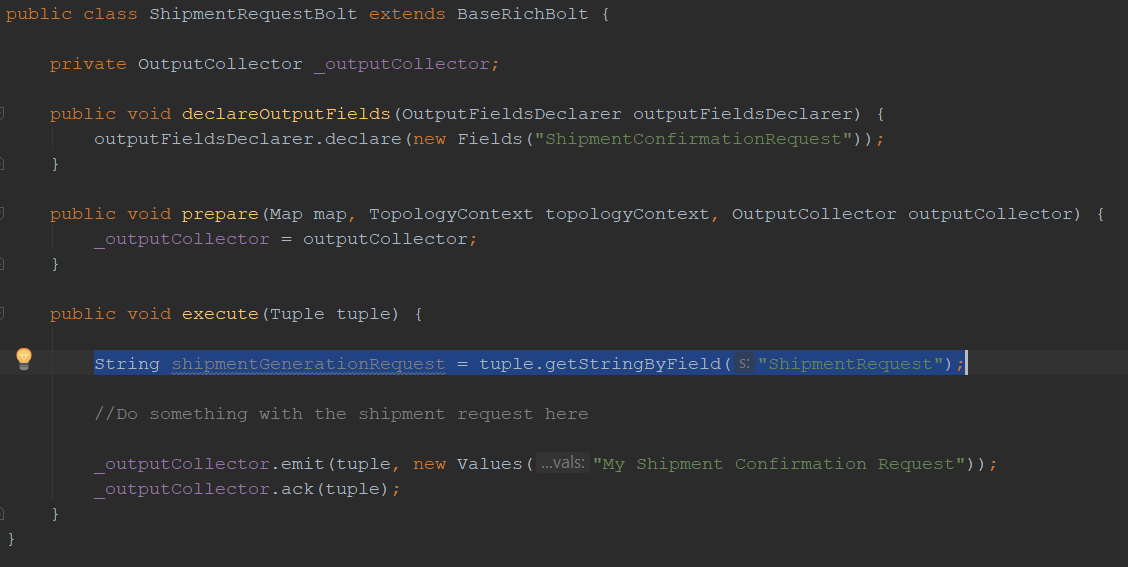 public class ShipmentRequestBolt extends BaseRichBolt {
private OutputCollector _outputCollector;
public void declareOutputFields(OutputFieldsDeclarer outputFieldsDeclarer) {
outputFieldsDeclarer.declare(new Fields("ShipmentConfirmationRequest"));
}
public void prepare(Map map, TopologyContext topologyContext, OutputCollector outputCollector) {
_outputCollector = outputCollector;
}
public void execute(Tuple tuple) {
String shipmentGenerationRequest = tuple.getStringByField( s: "ShipmentRequest");
//Do something with the shipment request here
_outputCollector.emit(tuple, new Values( ...vals: "My Shipment Confirmation Request"));
_outputCollector.ack(tuple);
}
}